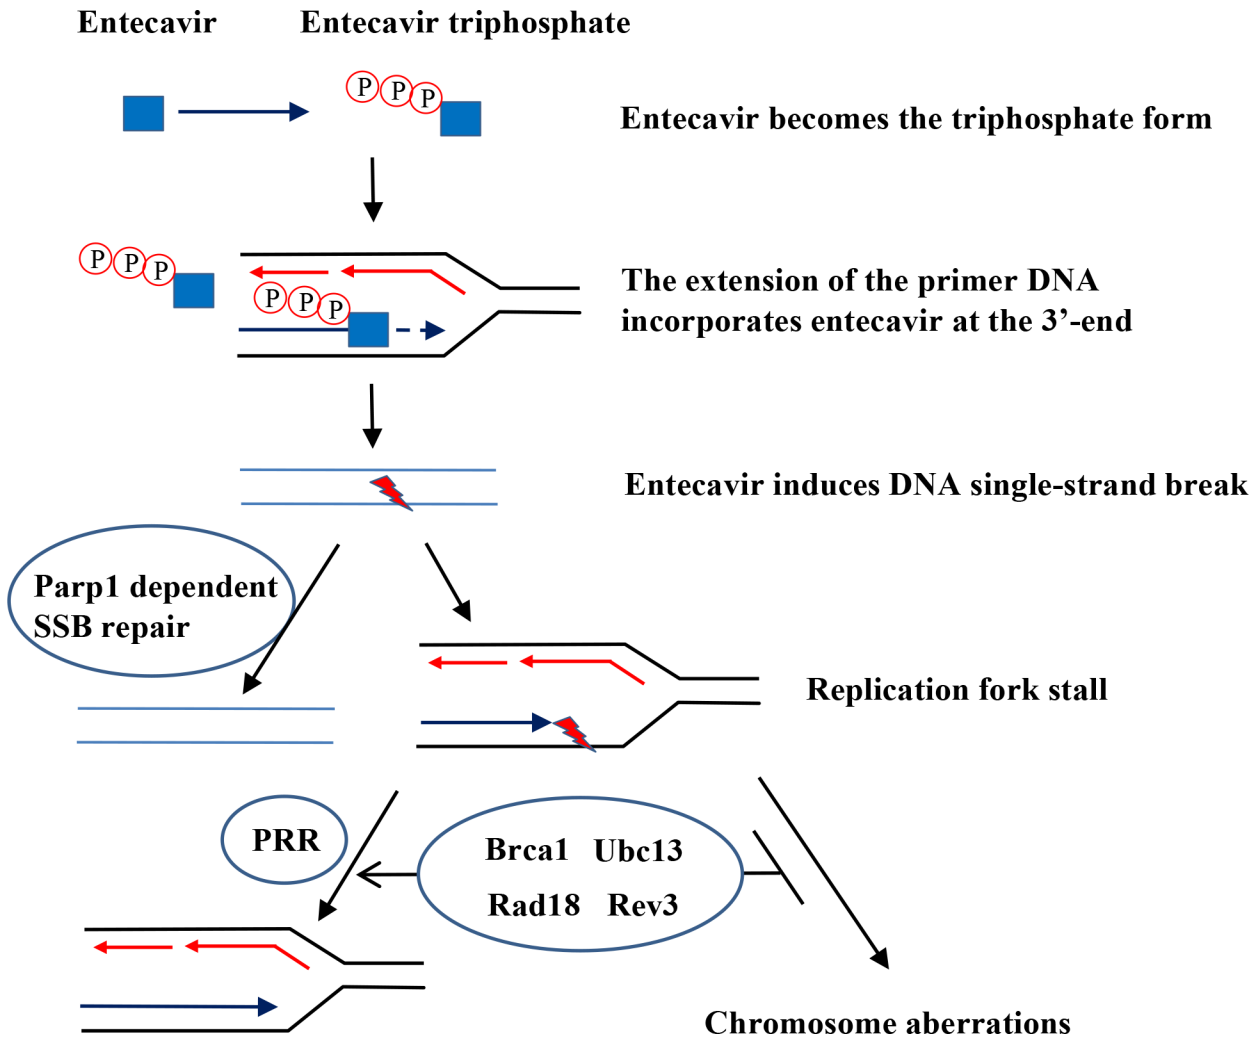 Entecavir
Entecavir triphosphate
P P P
Entecavir becomes the triphosphate form
P P P
P P P
The extension of the primer DNA
incorporates entecavir at the 3’-end
Entecavir induces DNA single-strand break
Parp1 dependent
SSB repair
Replication fork stall
PRR
Brca1 Ubc13
Rad18 Rev3
Chromosome aberrations